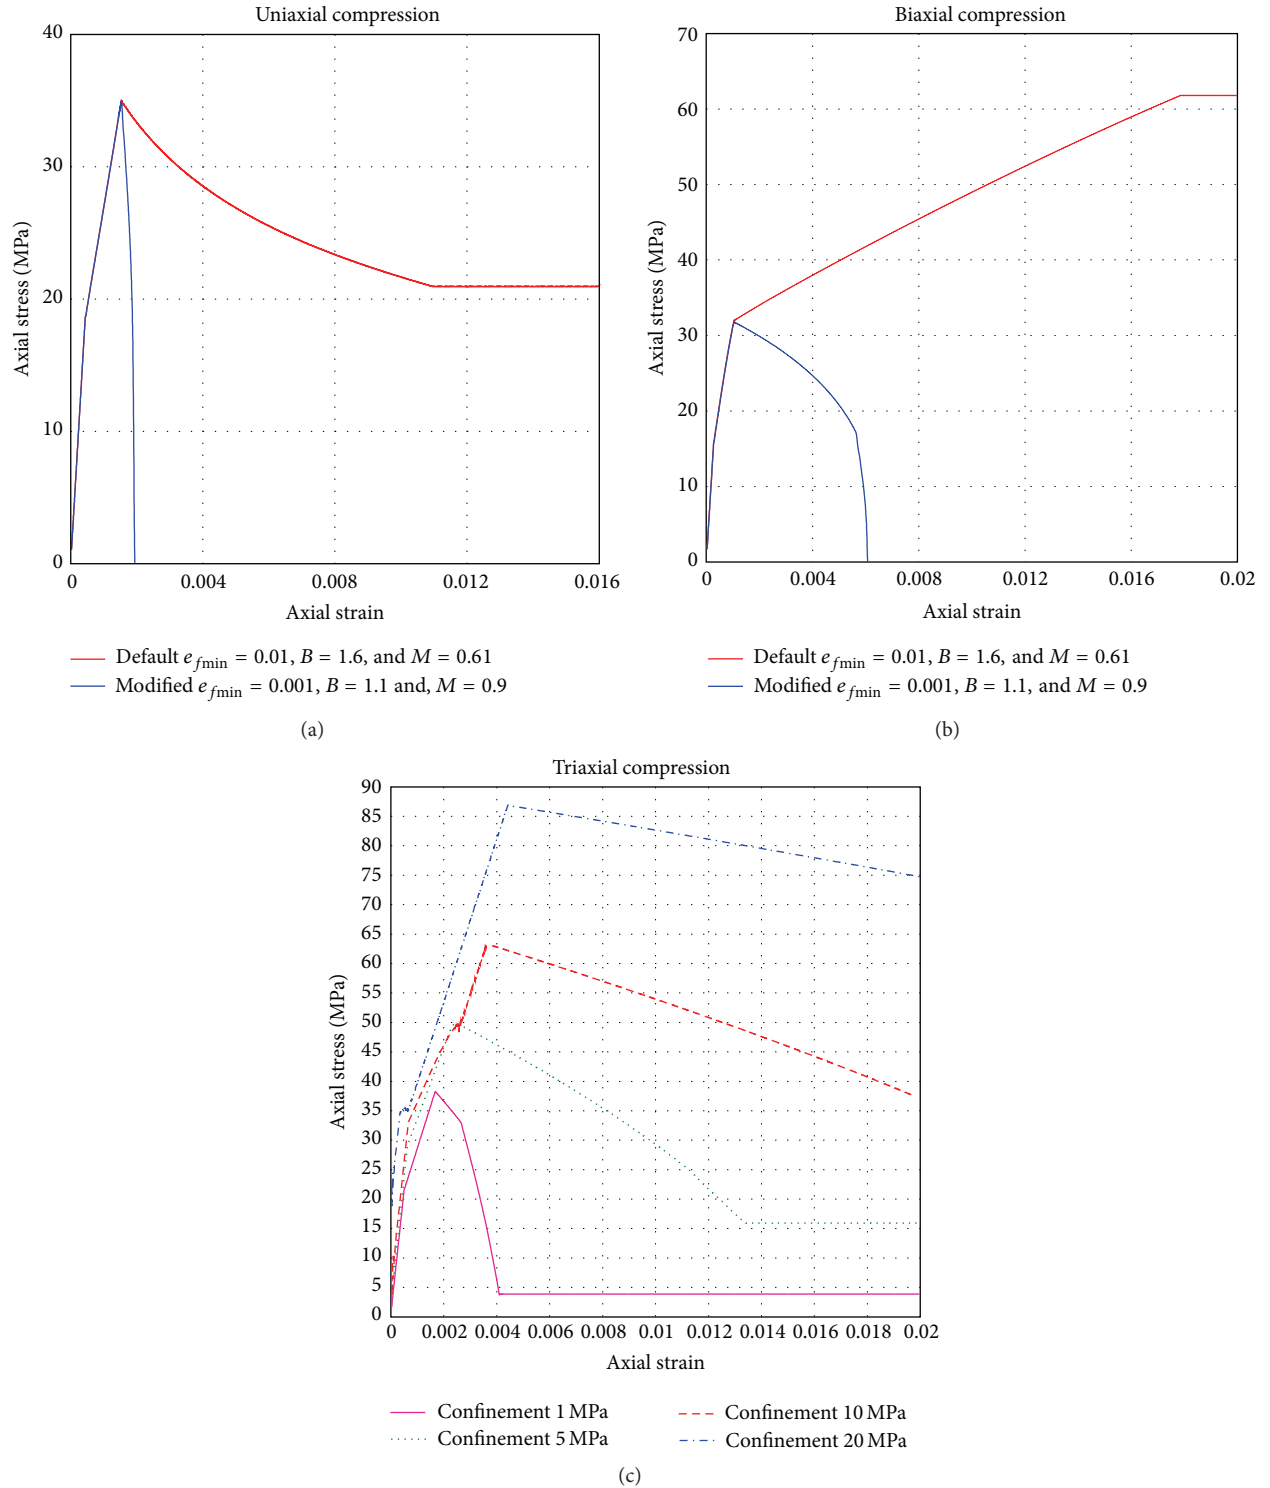 Uniaxial compression
40
30
20
10
0
Axial stress (MPa)
0 0.004 0.008 0.012 0.016
Axial strain
Default e_fmin = 0.01, B = 1.6, and M = 0.61
Modified e_fmin = 0.001, B = 1.1 and, M = 0.9
(a)
Biaxial compression
70
60
50
40
30
20
10
0
Axial stress (MPa)
0 0.004 0.008 0.012 0.016 0.02
Axial strain
Default e_fmin = 0.01, B = 1.6, and M = 0.61
Modified e_fmin = 0.001, B = 1.1, and M = 0.9
(b)
Triaxial compression
90
85
80
75
70
65
60
55
50
45
40
35
30
25
20
15
10
5
0
Axial stress (MPa)
0 0.002 0.004 0.006 0.008 0.01 0.012 0.014 0.016 0.018 0.02
Axial strain
Confinement 1 MPa
Confinement 5 MPa
Confinement 10 MPa
Confinement 20 MPa
(c)